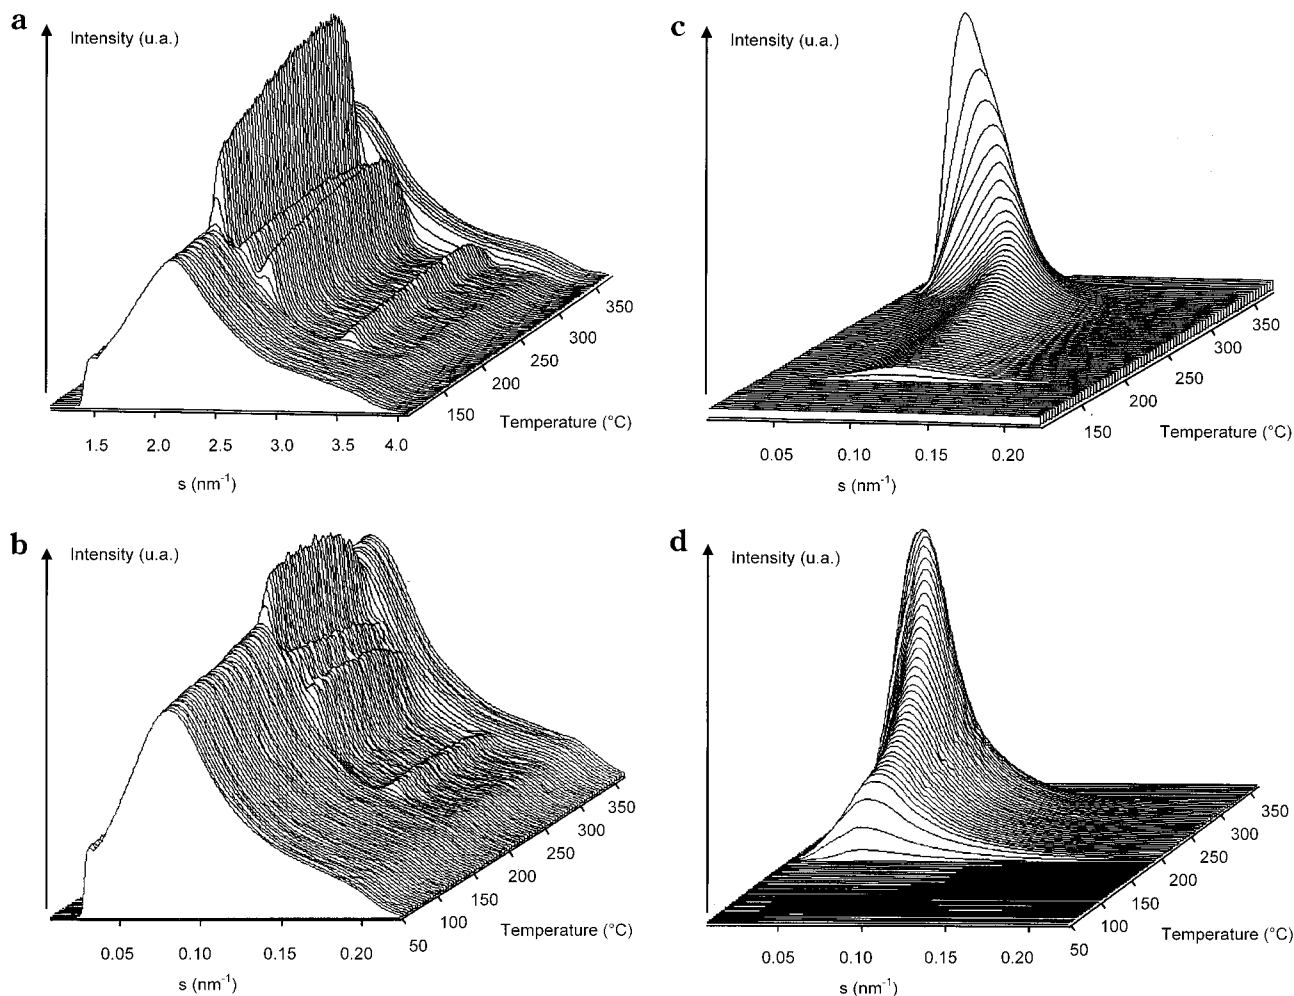 a
Intensity (u.a.)
350
300
250
200
150
Temperature (°C)
1.5 2.0 2.5 3.0 3.5 4.0
s (nm-1)
c
Intensity (u.a.)
350
300
250
200
150
Temperature (°C)
0.05 0.10 0.15 0.20
s (nm-1)
b
Intensity (u.a.)
350
300
250
200
150
100
50
Temperature (°C)
0.05 0.10 0.15 0.20
s (nm-1)
d
Intensity (u.a.)
350
300
250
200
150
100
50
Temperature (°C)
0.05 0.10 0.15 0.20
s (nm-1)